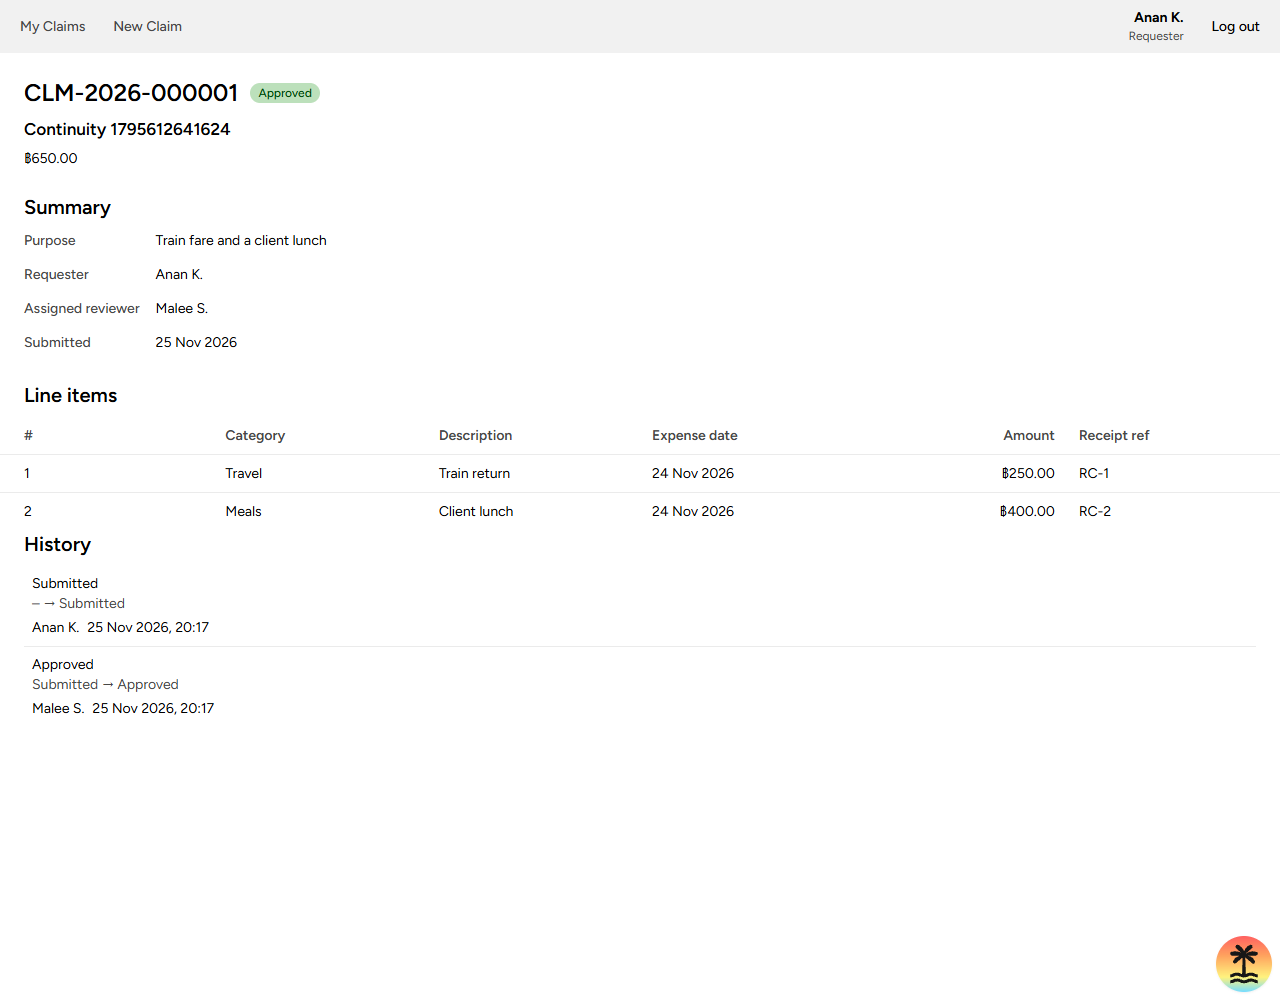 My Claims New Claim Anan K. Log out
Requester
CLM-2026-000001 Approved
Continuity 1795612641624
฿650.00
Summary
Purpose Train fare and a client lunch
Requester Anan K.
Assigned reviewer Malee S.
Submitted 25 Nov 2026
Line items
# Category Description Expense date Amount Receipt ref
1 Travel Train return 24 Nov 2026 ฿250.00 RC-1
2 Meals Client lunch 24 Nov 2026 ฿400.00 RC-2
History
Submitted
– → Submitted
Anan K. 25 Nov 2026, 20:17
Approved
Submitted → Approved
Malee S. 25 Nov 2026, 20:17